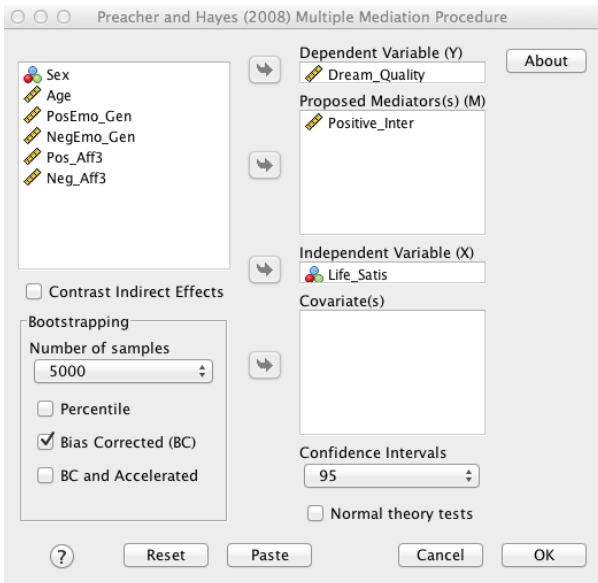 Preacher and Hayes (2008) Multiple Mediation Procedure
Sex
Age
PosEmo_Gen
NegEmo_Gen
Pos_Aff3
Neg_Aff3
Contrast Indirect Effects
Bootstrapping
Number of samples
5000
Percentile
Bias Corrected (BC)
BC and Accelerated
Dependent Variable (Y)
Dream_Quality
Proposed Mediators(s) (M)
Positive_Inter
Independent Variable (X)
Life_Satis
Covariate(s)
Confidence Intervals
95
Normal theory tests
About
?
Reset
Paste
Cancel
OK